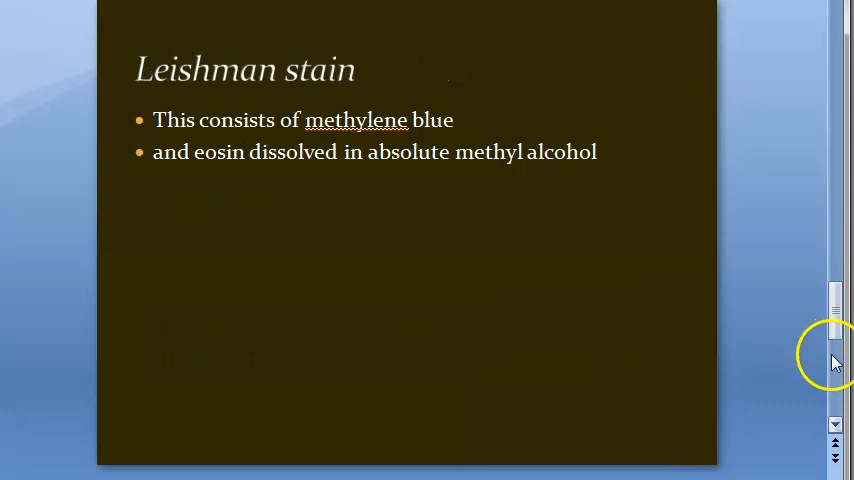 Leishman stain
This consists of methylene blue
and eosin dissolved in absolute methyl alcohol